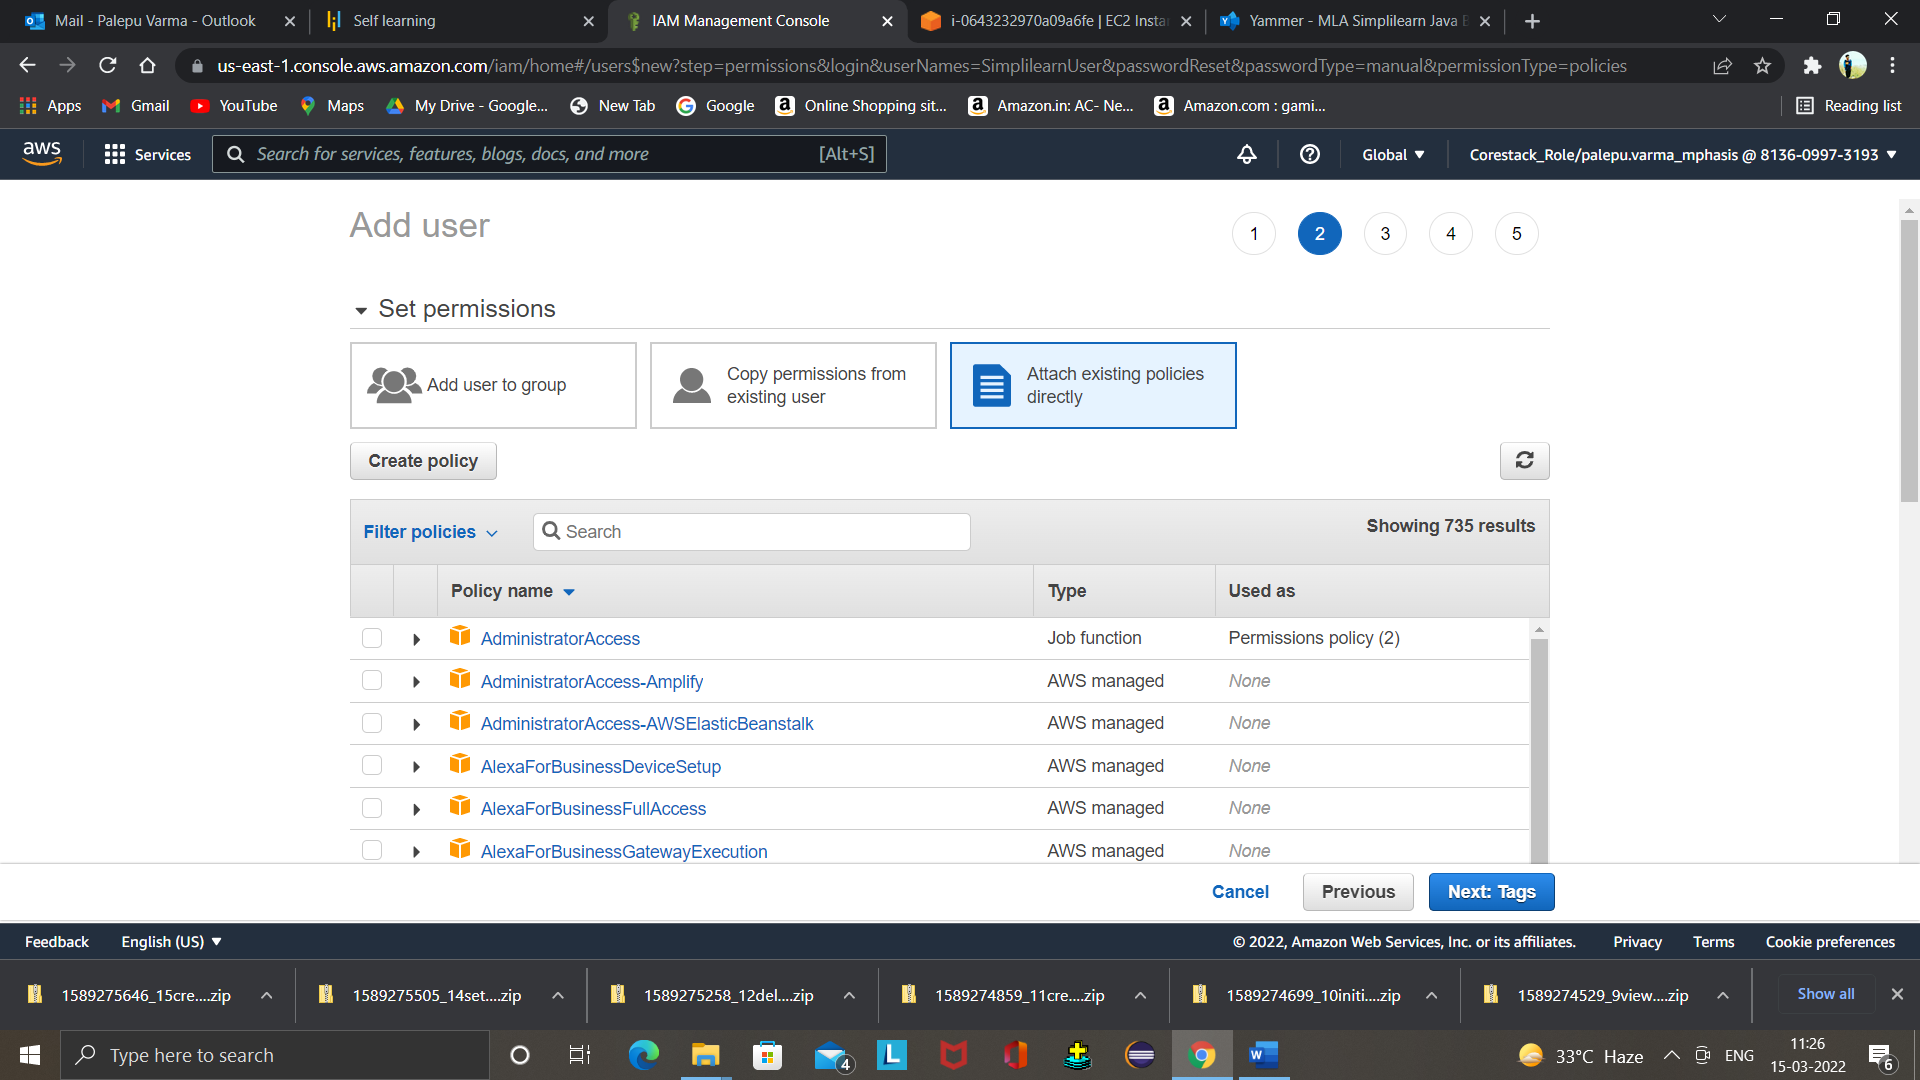 Mail - Palepu Varma - Outlook
Self learning
IAM Management Console
i-0643232970a09a6fe | EC2 Insta
Yammer - MLA Simplilearn Java B
us-east-1.console.aws.amazon.com/iam/home#/users$new?step=permissions&login&userNames=SimplilearnUser&passwordReset&passwordType=manual&permissionType=policies
Apps
Gmail
YouTube
Maps
My Drive - Google...
New Tab
Google
Online Shopping sit...
Amazon.in: AC- Ne...
Amazon.com : gami...
Reading list
aws
Services
Search for services, features, blogs, docs, and more
[Alt+S]
Global
Corestack_Role/palepu.varma_mphasis @ 8136-0997-3193
Add user
1
2
3
4
5
Set permissions
Add user to group
Copy permissions from
existing user
Attach existing policies
directly
Create policy
Filter policies
Search
Showing 735 results
Policy name
Type
Used as
AdministratorAccess
Job function
Permissions policy (2)
AdministratorAccess-Amplify
AWS managed
None
AdministratorAccess-AWSElasticBeanstalk
AWS managed
None
AlexaForBusinessDeviceSetup
AWS managed
None
AlexaForBusinessFullAccess
AWS managed
None
AlexaForBusinessGatewayExecution
AWS managed
None
Cancel
Previous
Next: Tags
Feedback
English (US)
© 2022, Amazon Web Services, Inc. or its affiliates.
Privacy
Terms
Cookie preferences
1589275646_15cre....zip
1589275505_14set....zip
1589275258_12del....zip
1589274859_11cre....zip
1589274699_10initi....zip
1589274529_9view....zip
Show all
Type here to search
4
L
W
33°C Haze
ENG
11:26
15-03-2022
6